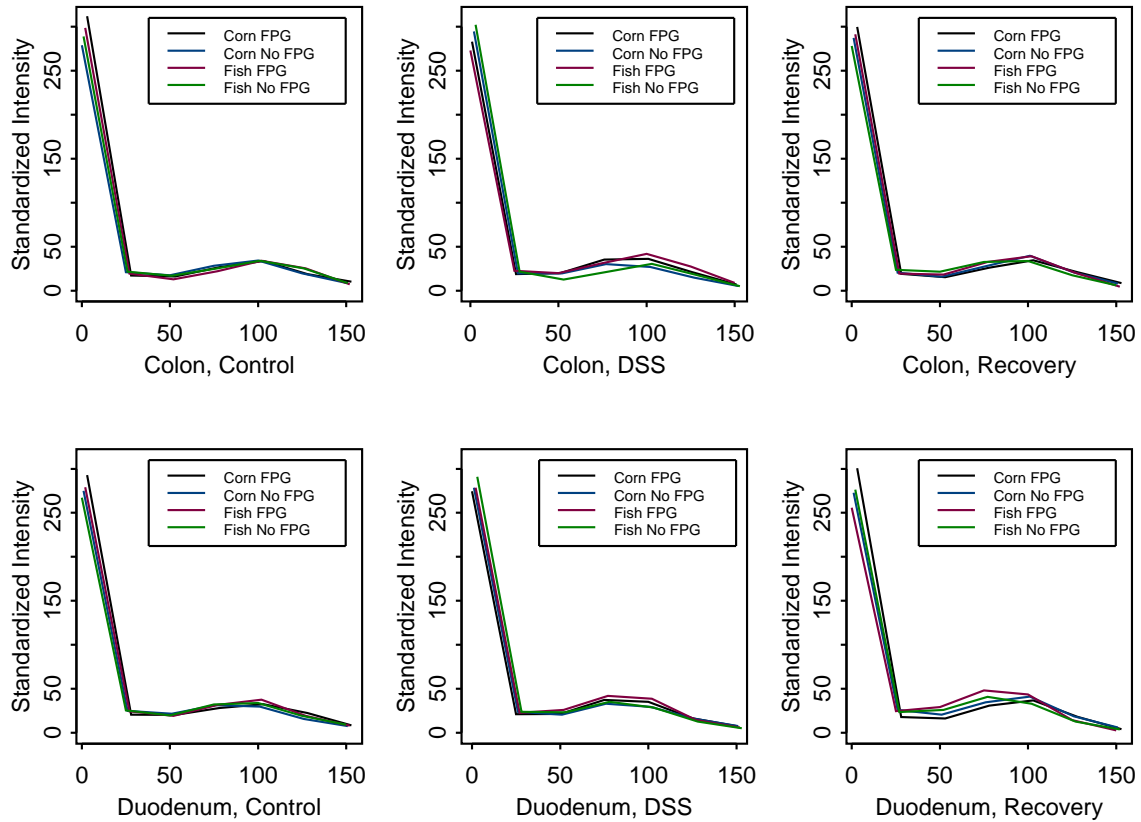 Standardized Intensity
250
150
50
0
Corn FPG
Corn No FPG
Fish FPG
Fish No FPG
0 50 100 150
Colon, Control
Standardized Intensity
250
150
50
0
Corn FPG
Corn No FPG
Fish FPG
Fish No FPG
0 50 100 150
Colon, DSS
Standardized Intensity
250
150
50
0
Corn FPG
Corn No FPG
Fish FPG
Fish No FPG
0 50 100 150
Colon, Recovery
Standardized Intensity
250
150
50
0
Corn FPG
Corn No FPG
Fish FPG
Fish No FPG
0 50 100 150
Duodenum, Control
Standardized Intensity
250
150
50
0
Corn FPG
Corn No FPG
Fish FPG
Fish No FPG
0 50 100 150
Duodenum, DSS
Standardized Intensity
250
150
50
0
Corn FPG
Corn No FPG
Fish FPG
Fish No FPG
0 50 100 150
Duodenum, Recovery